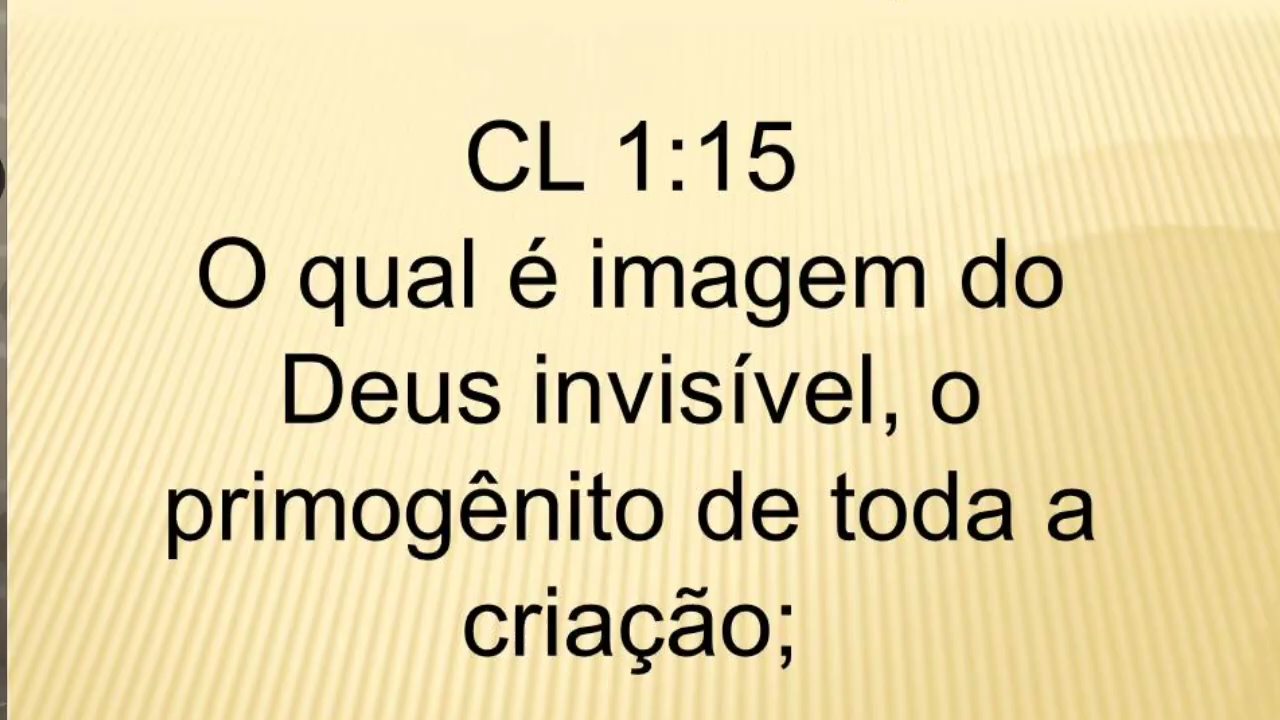 CL 1:15
O qual é imagem do
Deus invisível, o
primogênito de toda a
criação;